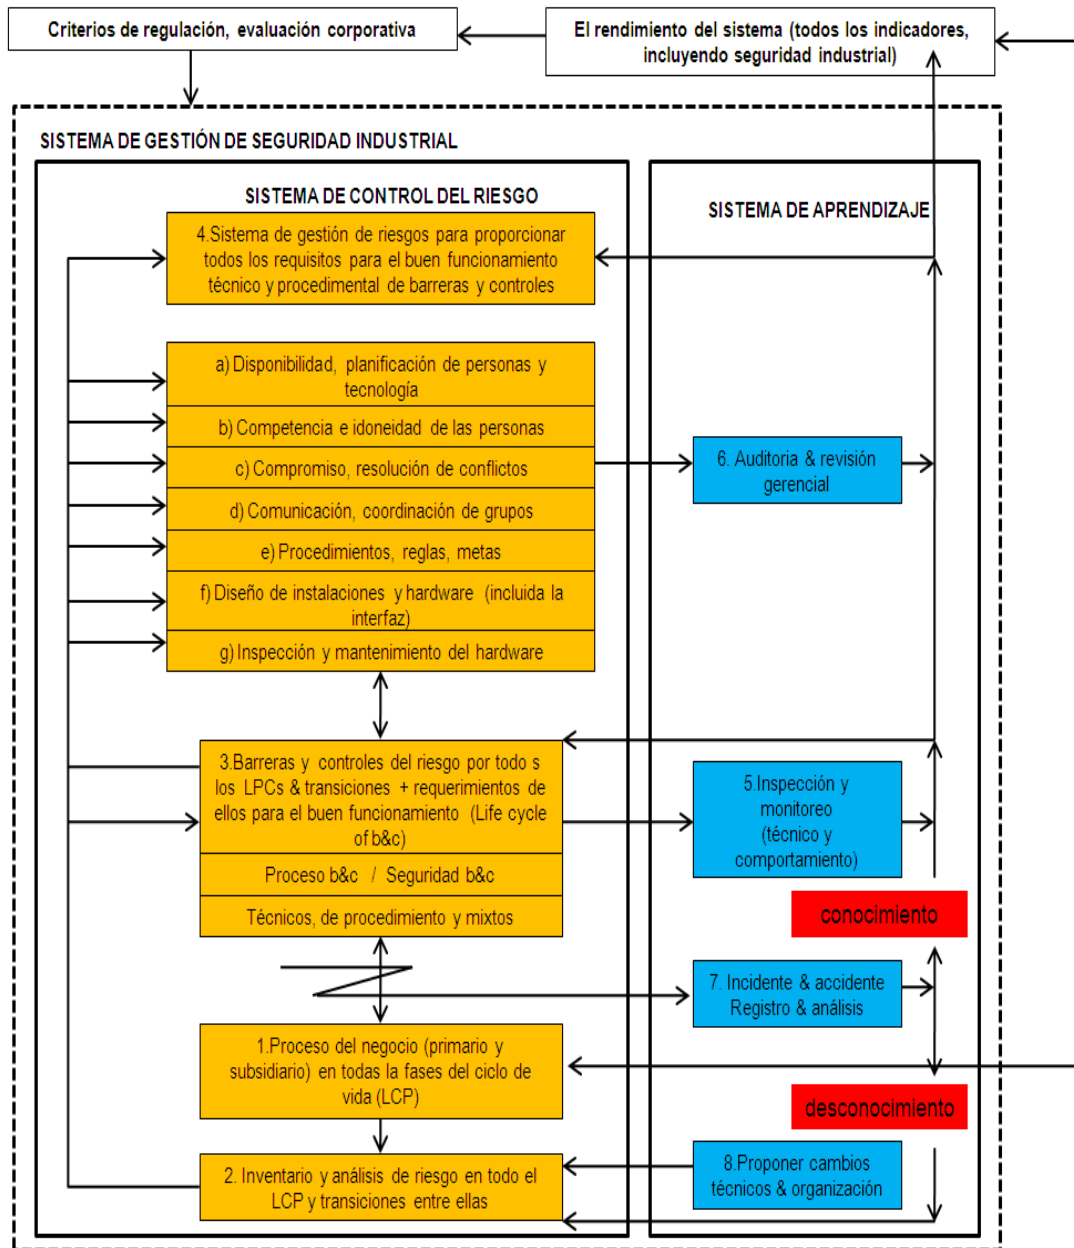 Criterios de regulación, evaluación corporativa
El rendimiento del sistema (todos los indicadores,
incluyendo seguridad industrial)
SISTEMA DE GESTIÓN DE SEGURIDAD INDUSTRIAL
SISTEMA DE CONTROL DEL RIESGO
4.Sistema de gestión de riesgos para proporcionar
todos los requisitos para el buen funcionamiento
técnico y procedimental de barreras y controles
a) Disponibilidad, planificación de personas y
tecnología
b) Competencia e idoneidad de las personas
c) Compromiso, resolución de conflictos
d) Comunicación, coordinación de grupos
e) Procedimientos, reglas, metas
f) Diseño de instalaciones y hardware (incluida la
interfaz)
g) Inspección y mantenimiento del hardware
3.Barreras y controles del riesgo por todo s
los LPCs & transiciones + requerimientos de
ellos para el buen funcionamiento (Life cycle
of b&c)
Proceso b&c / Seguridad b&c
Técnicos, de procedimiento y mixtos
1.Proceso del negocio (primario y
subsidiario) en todas la fases del ciclo de
vida (LCP)
2. Inventario y análisis de riesgo en todo el
LCP y transiciones entre ellas
SISTEMA DE APRENDIZAJE
6. Auditoria & revisión
gerencial
5.Inspección y
monitoreo
(técnico y
comportamiento)
conocimiento
7. Incidente & accidente
Registro & análisis
desconocimiento
8.Proponer cambios
técnicos & organización